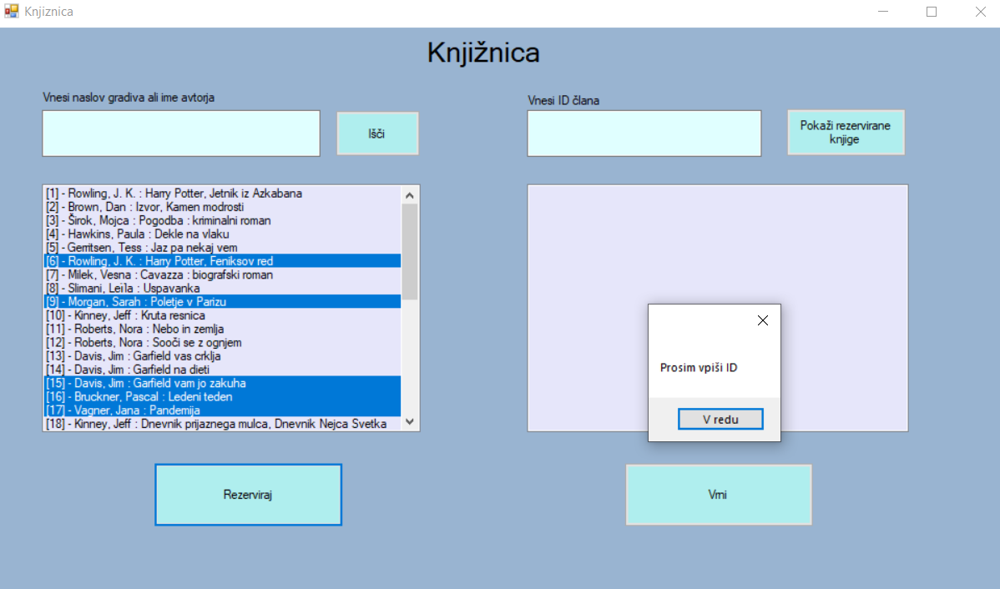 Knjiznica
Knjižnica
Vnesi naslov gradiva ali ime avtorja
Išči
Vnesi ID člana
Pokaži rezervirane
knjige
[1] - Rowling, J. K. : Harry Potter, Jetnik iz Azkabana
[2] - Brown, Dan : Izvor, Kamen modrosti
[3] - Širok, Mojca : Pogodba : kriminalni roman
[4] - Hawkins, Paula : Dekle na vlaku
[5] - Gerritsen, Tess : Jaz pa nekaj vem
[6] - Rowling, J. K. : Harry Potter, Feniksov red
[7] - Milek, Vesna : Cavazza : biografski roman
[8] - Slimani, Leïla : Uspavanka
[9] - Morgan, Sarah : Poletje v Parizu
[10] - Kinney, Jeff : Kruta resnica
[11] - Roberts, Nora : Nebo in zemlja
[12] - Roberts, Nora : Sooči se z ognjem
[13] - Davis, Jim : Garfield vas crklja
[14] - Davis, Jim : Garfield na dieti
[15] - Davis, Jim : Garfield vam jo zakuha
[16] - Bruckner, Pascal : Ledeni teden
[17] - Vagner, Jana : Pandemija
[18] - Kinney, Jeff : Dnevnik prijaznega mulca, Dnevnik Nejca Svetka
Prosim vpiši ID
V redu
Rezerviraj
Vrni